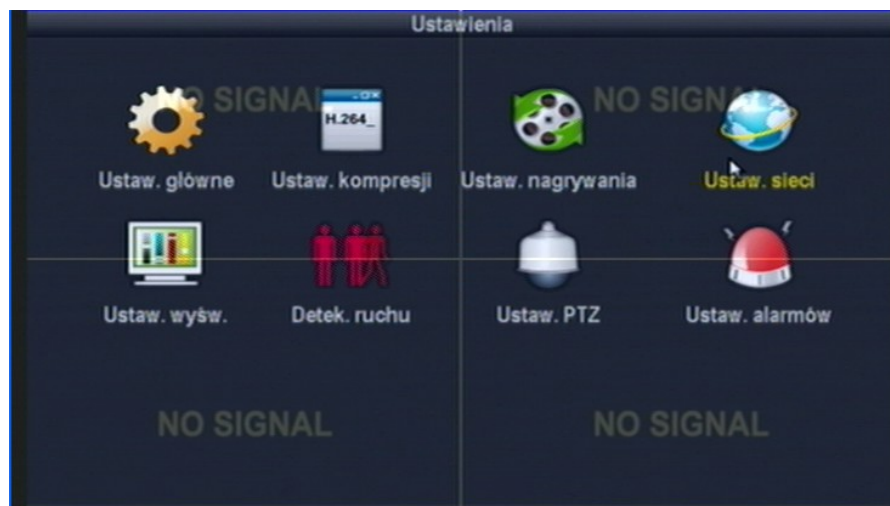 Ustawienia
NO SIGNAL NO SIGNAL
H.264_
Ustaw. główne Ustaw. kompresji Ustaw. nagrywania Ustaw. sieci
Ustaw. wyśw. Detek. ruchu Ustaw. PTZ Ustaw. alarmów
NO SIGNAL NO SIGNAL